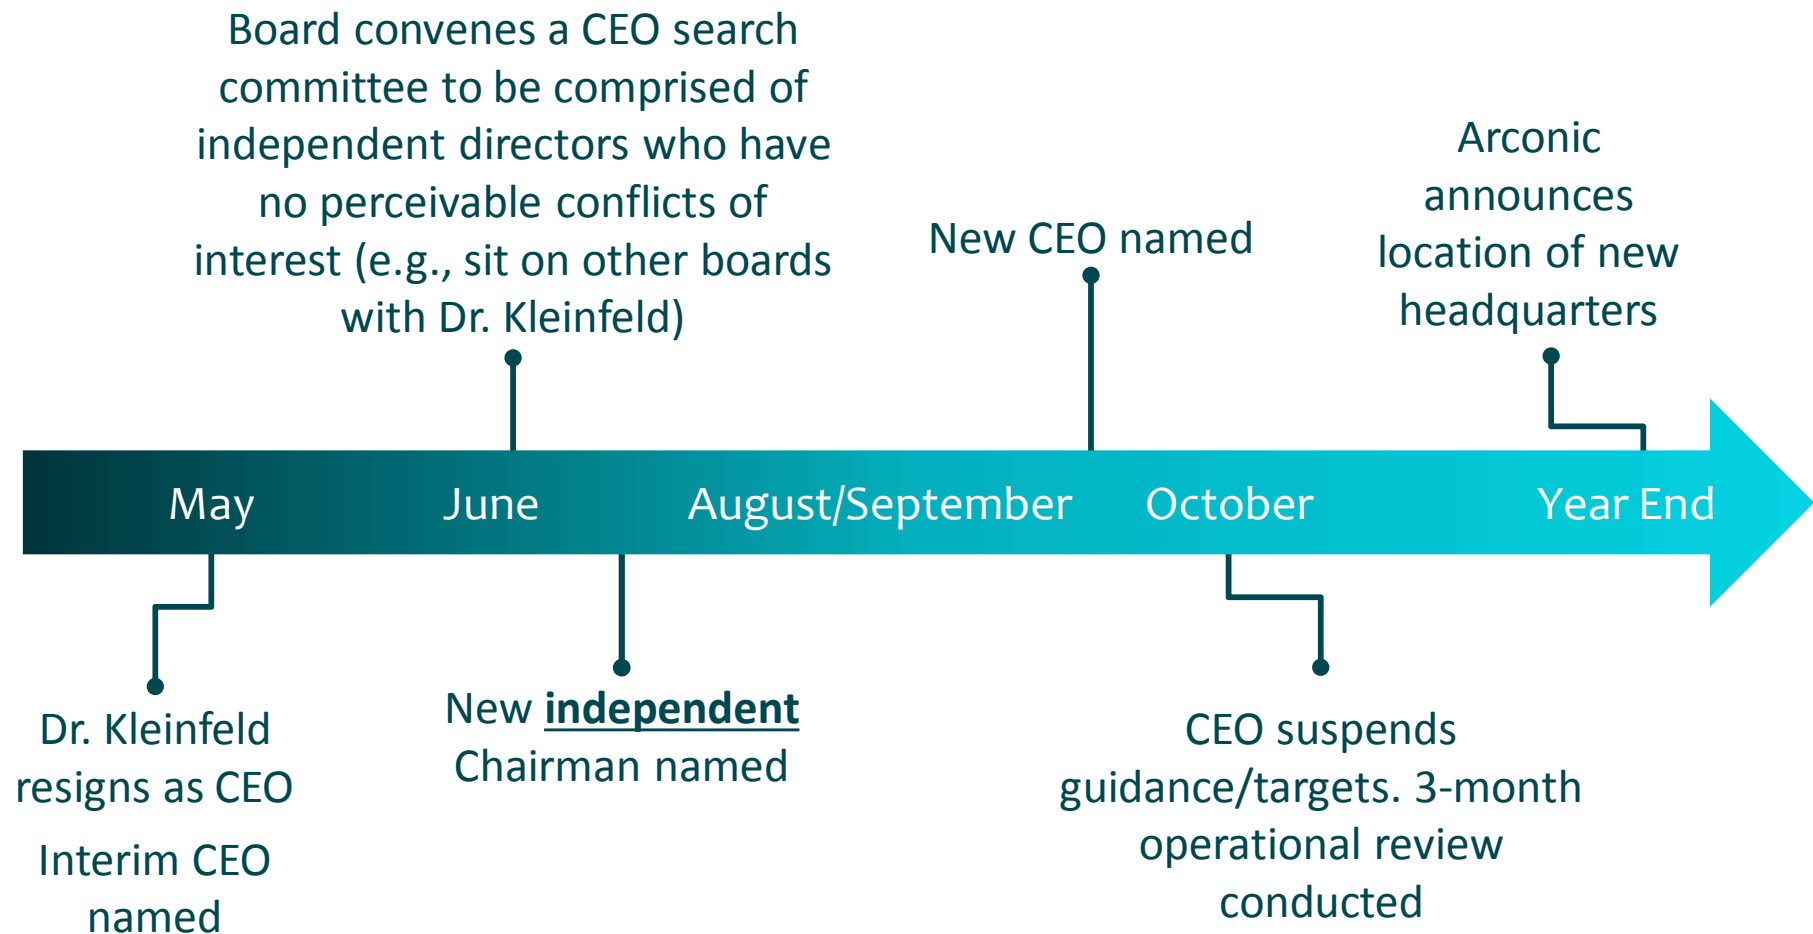 Board convenes a CEO search
committee to be comprised of
independent directors who have
no perceivable conflicts of
interest (e.g., sit on other boards
with Dr. Kleinfeld)
New CEO named
Arconic
announces
location of new
headquarters
May
June
August/September
October
Year End
Dr. Kleinfeld
resigns as CEO
Interim CEO
named
New independent
Chairman named
CEO suspends
guidance/targets. 3-month
operational review
conducted